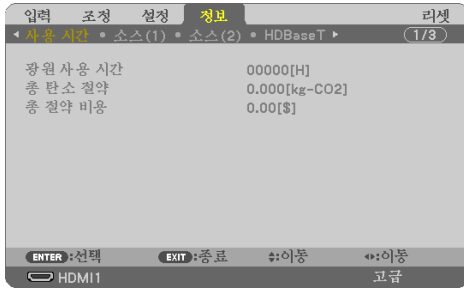 입력 조정 설정 정보 리셋
◀ 사용 시간 • 소스(1) • 소스(2) • HDBaseT ▶ (1/3)
광원 사용 시간 00000[H]
총 탄소 절약 0.000[kg-CO2]
총 절약 비용 0.00[$]
ENTER:선택 EXIT:종료 ◆:이동 ◀▶:이동
HDMI1 고급